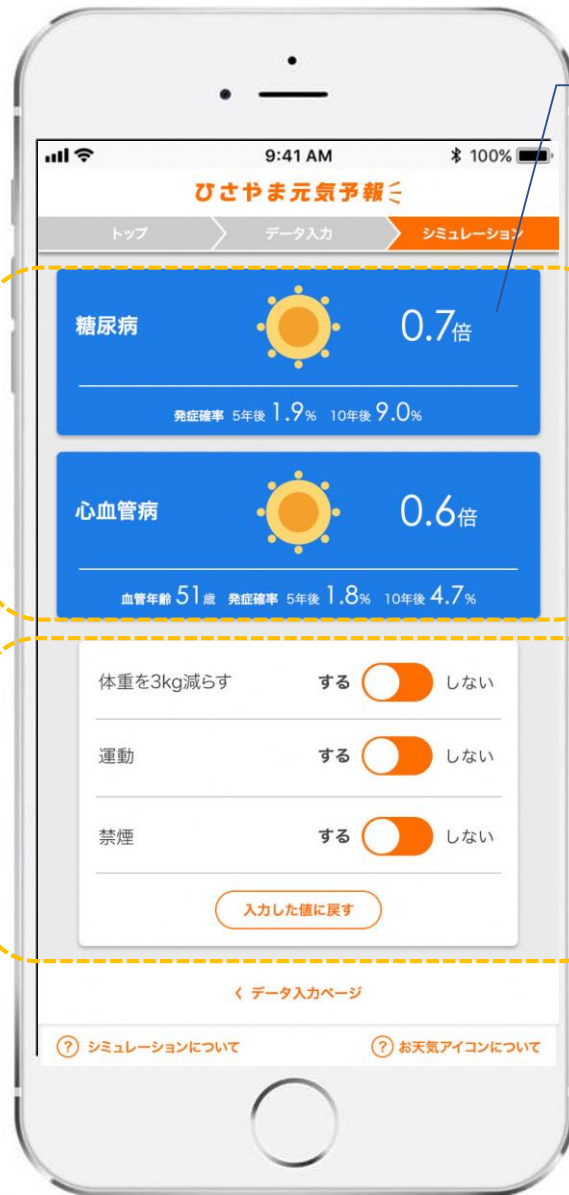 9:41 AM 100%
ひさやま元気予報
トップ データ入力 シミュレーション
糖尿病 0.7倍
発症確率 5年後 1.9% 10年後 9.0%
心血管病 0.6倍
血管年齢 51歳 発症確率 5年後 1.8% 10年後 4.7%
体重を3kg減らす する しない
運動 する しない
禁煙 する しない
入力した値に戻す
〈 データ入力ページ
? シミュレーションについて ? お天気アイコンについて